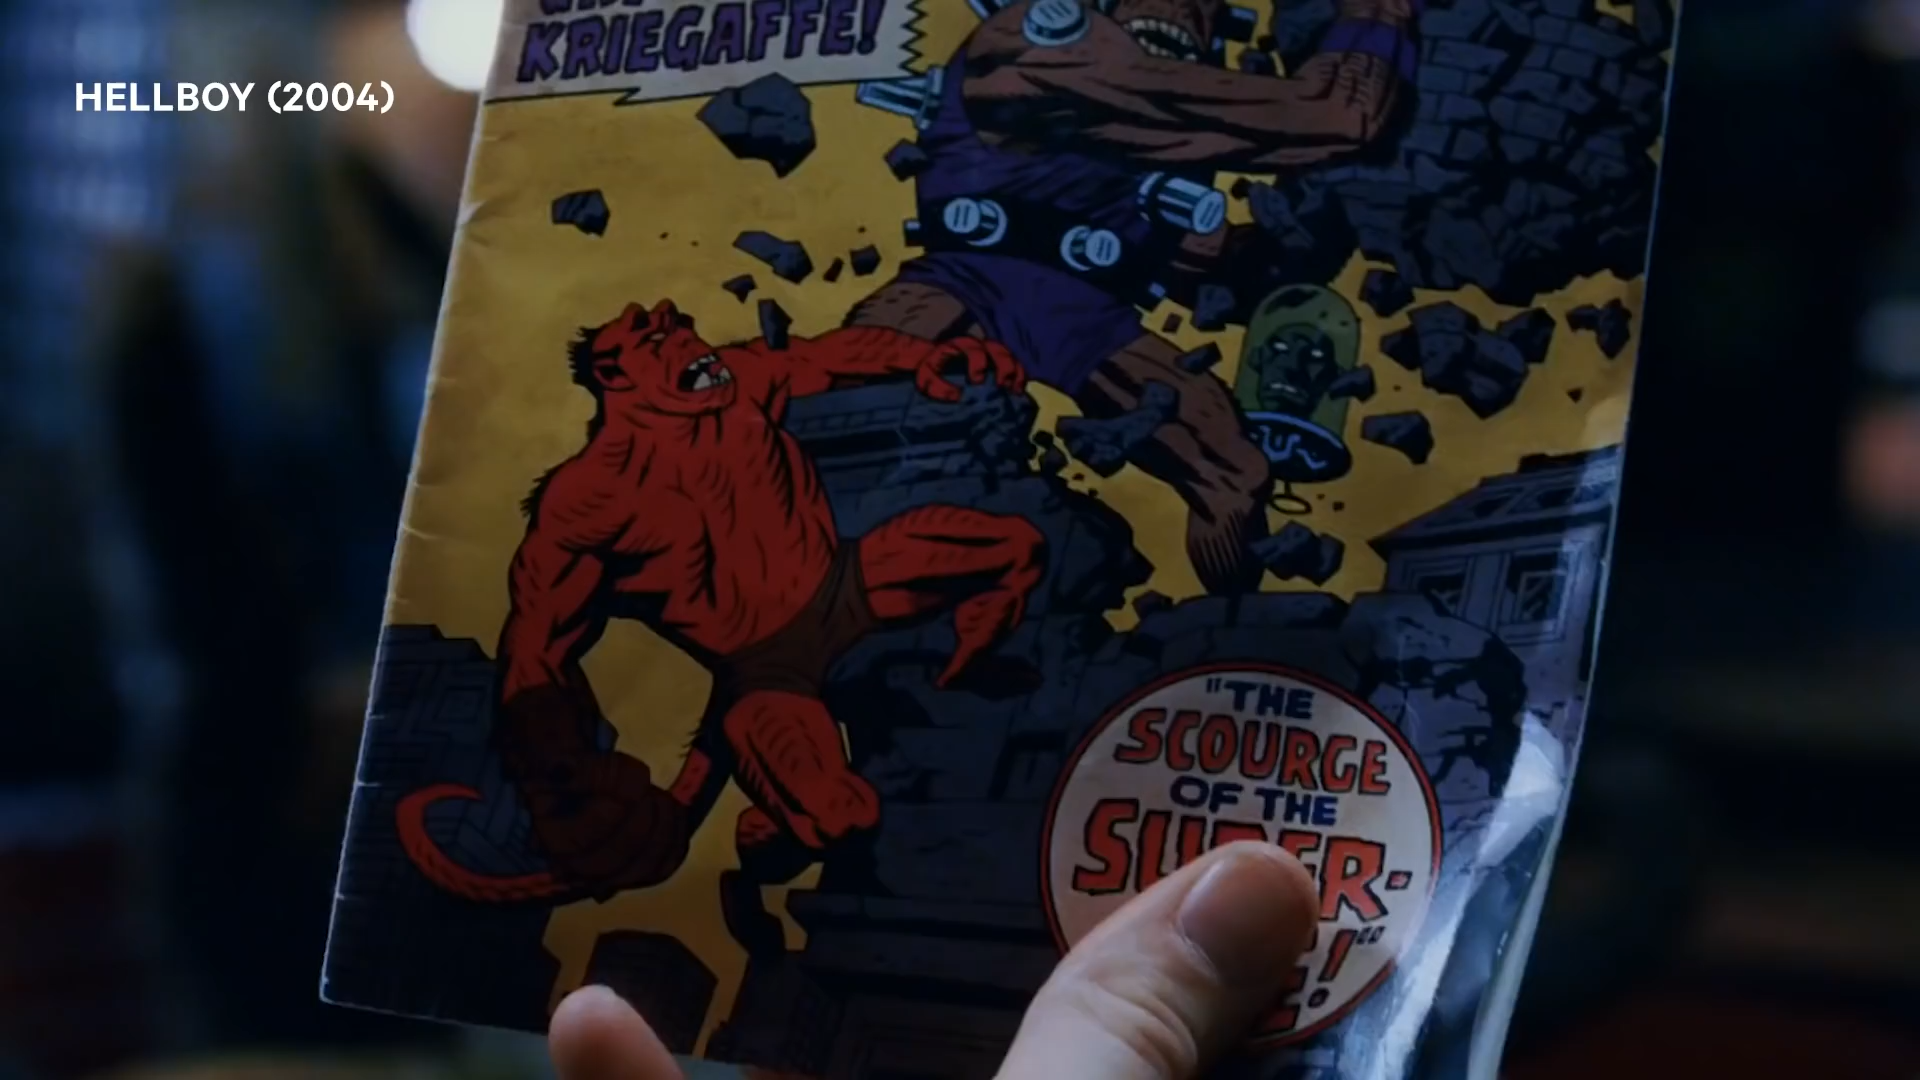 HELLBOY (2004)
KRIEGAFFE!
"THE
SCOURGE
OF THE